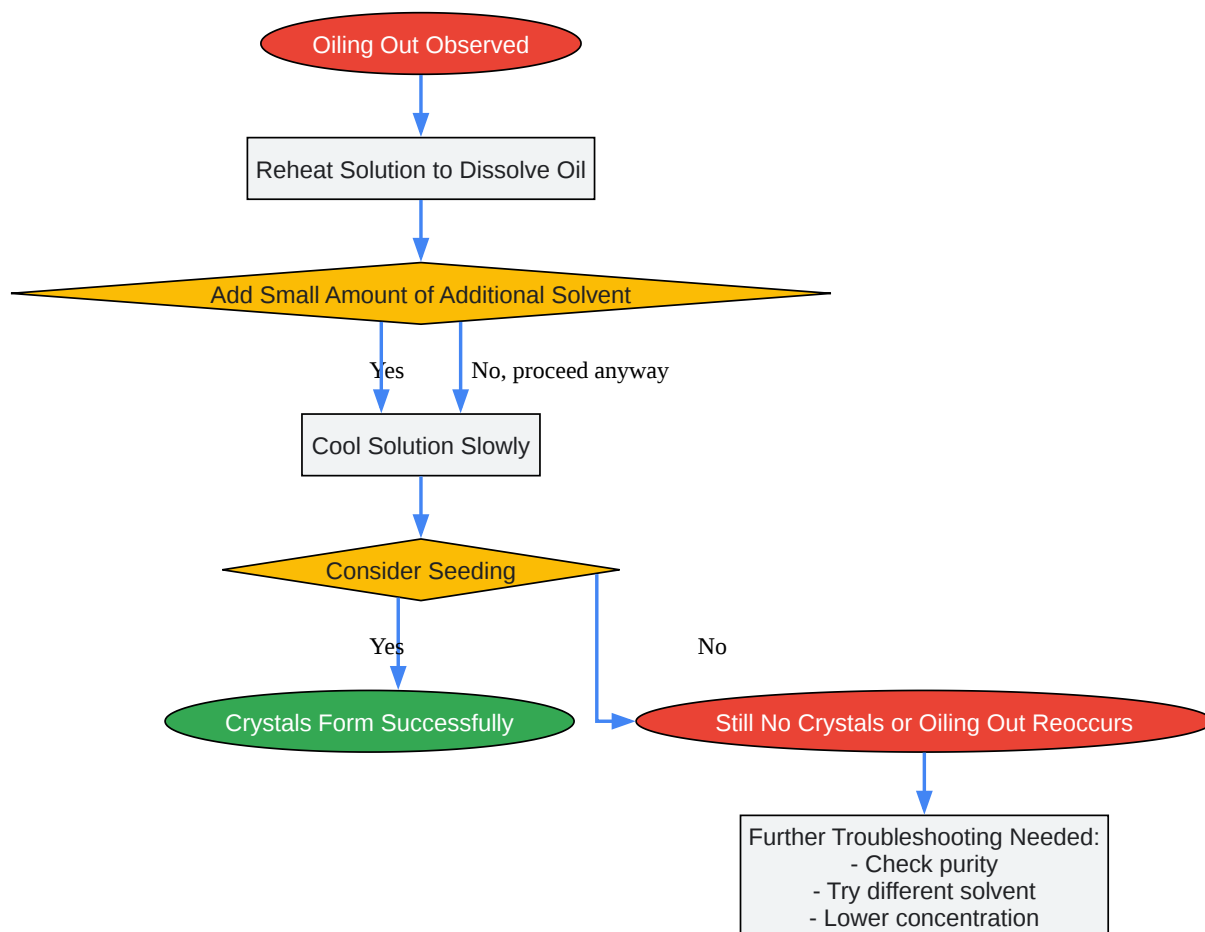 Oiling Out Observed
Reheat Solution to Dissolve Oil
Add Small Amount of Additional Solvent
Yes
No, proceed anyway
Cool Solution Slowly
Consider Seeding
Yes
No
Crystals Form Successfully
Still No Crystals or Oiling Out Reoccurs
Further Troubleshooting Needed:
- Check purity
- Try different solvent
- Lower concentration